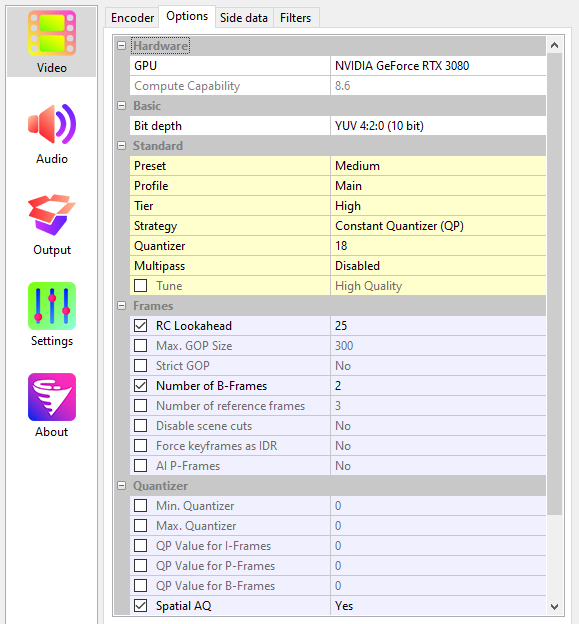 Encoder
Options
Side data
Filters
Video
Audio
Output
Settings
About
Hardware
GPU NVIDIA GeForce RTX 3080
Compute Capability 8.6
Basic
Bit depth YUV 4:2:0 (10 bit)
Standard
Preset Medium
Profile Main
Tier High
Strategy Constant Quantizer (QP)
Quantizer 18
Multipass Disabled
Tune High Quality
Frames
RC Lookahead 25
Max. GOP Size 300
Strict GOP No
Number of B-Frames 2
Number of reference frames 3
Disable scene cuts No
Force keyframes as IDR No
AI P-Frames No
Quantizer
Min. Quantizer 0
Max. Quantizer 0
QP Value for I-Frames 0
QP Value for P-Frames 0
QP Value for B-Frames 0
Spatial AQ Yes